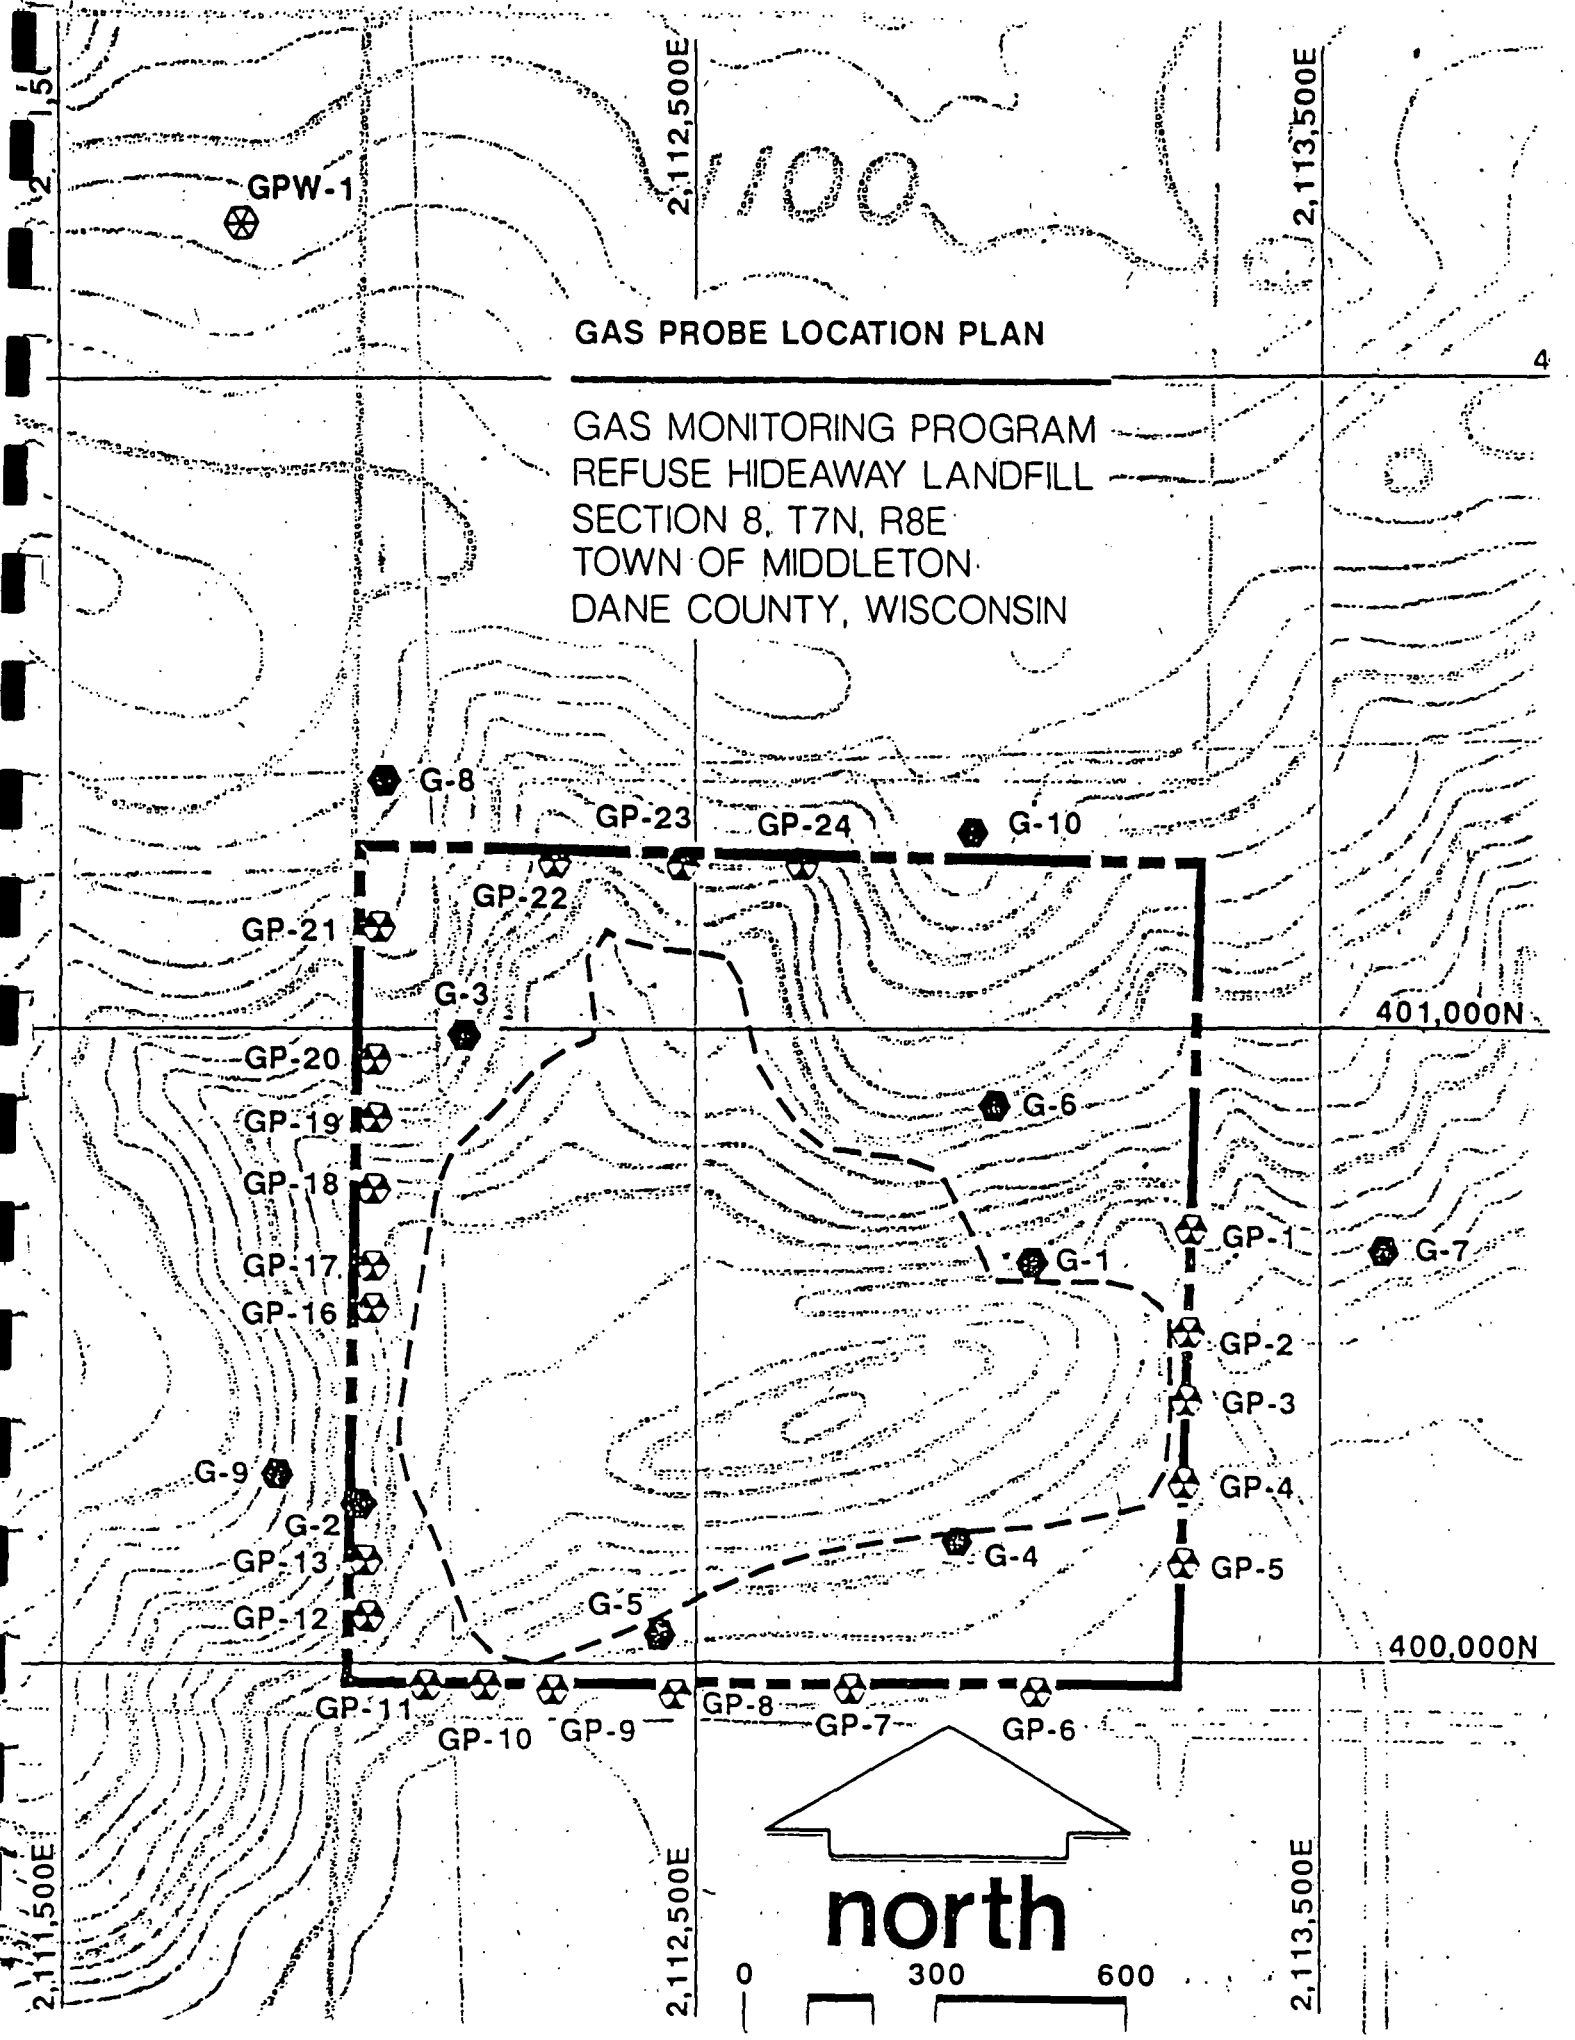 2,112,500E
2,113,500E
1100
GPW-1
GAS PROBE LOCATION PLAN
4
GAS MONITORING PROGRAM
REFUSE HIDEAWAY LANDFILL
SECTION 8, T7N, R8E
TOWN OF MIDDLETON
DANE COUNTY, WISCONSIN
G-8
GP-23
GP-24
G-10
GP-22
GP-21
G-3
401,000N
GP-20
GP-19
G-6
GP-18
GP-1
G-7
GP-17
G-1
GP-16
GP-2
GP-3
G-9
GP-4
G-2
GP-13
G-4
GP-5
GP-12
G-5
400,000N
GP-11
GP-8
GP-10
GP-9
GP-7
GP-6
2,111,500E
2,112,500E
2,113,500E
north
0 300 600